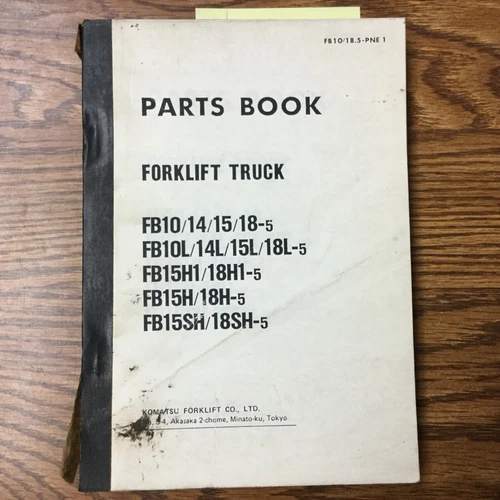 FB10/18.5-PNE 1
PARTS BOOK
FORKLIFT TRUCK
FB10/14/15/18-5
FB10L/14L/15L/18L-5
FB15H1/18H1-5
FB15H/18H-5
FB15SH/18SH-5
KOMATSU FORKLIFT CO., LTD.
Akasaka 2-chome, Minato-ku, Tokyo